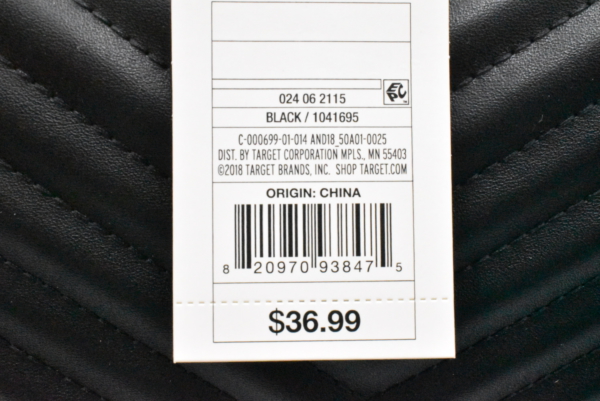 024 06 2115
EPC
BLACK / 1041695
C-000699-01-014 AND18_50A01-0025
DIST. BY TARGET CORPORATION MPLS., MN 55403
©2018 TARGET BRANDS, INC. SHOP TARGET.COM
ORIGIN: CHINA
8 20970 93847 5
$36.99